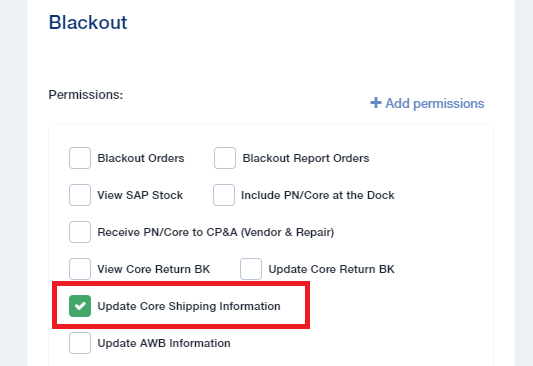 Blackout
Permissions:
+ Add permissions
Blackout Orders Blackout Report Orders
View SAP Stock Include PN/Core at the Dock
Receive PN/Core to CP&A (Vendor & Repair)
View Core Return BK Update Core Return BK
Update Core Shipping Information
Update AWB Information